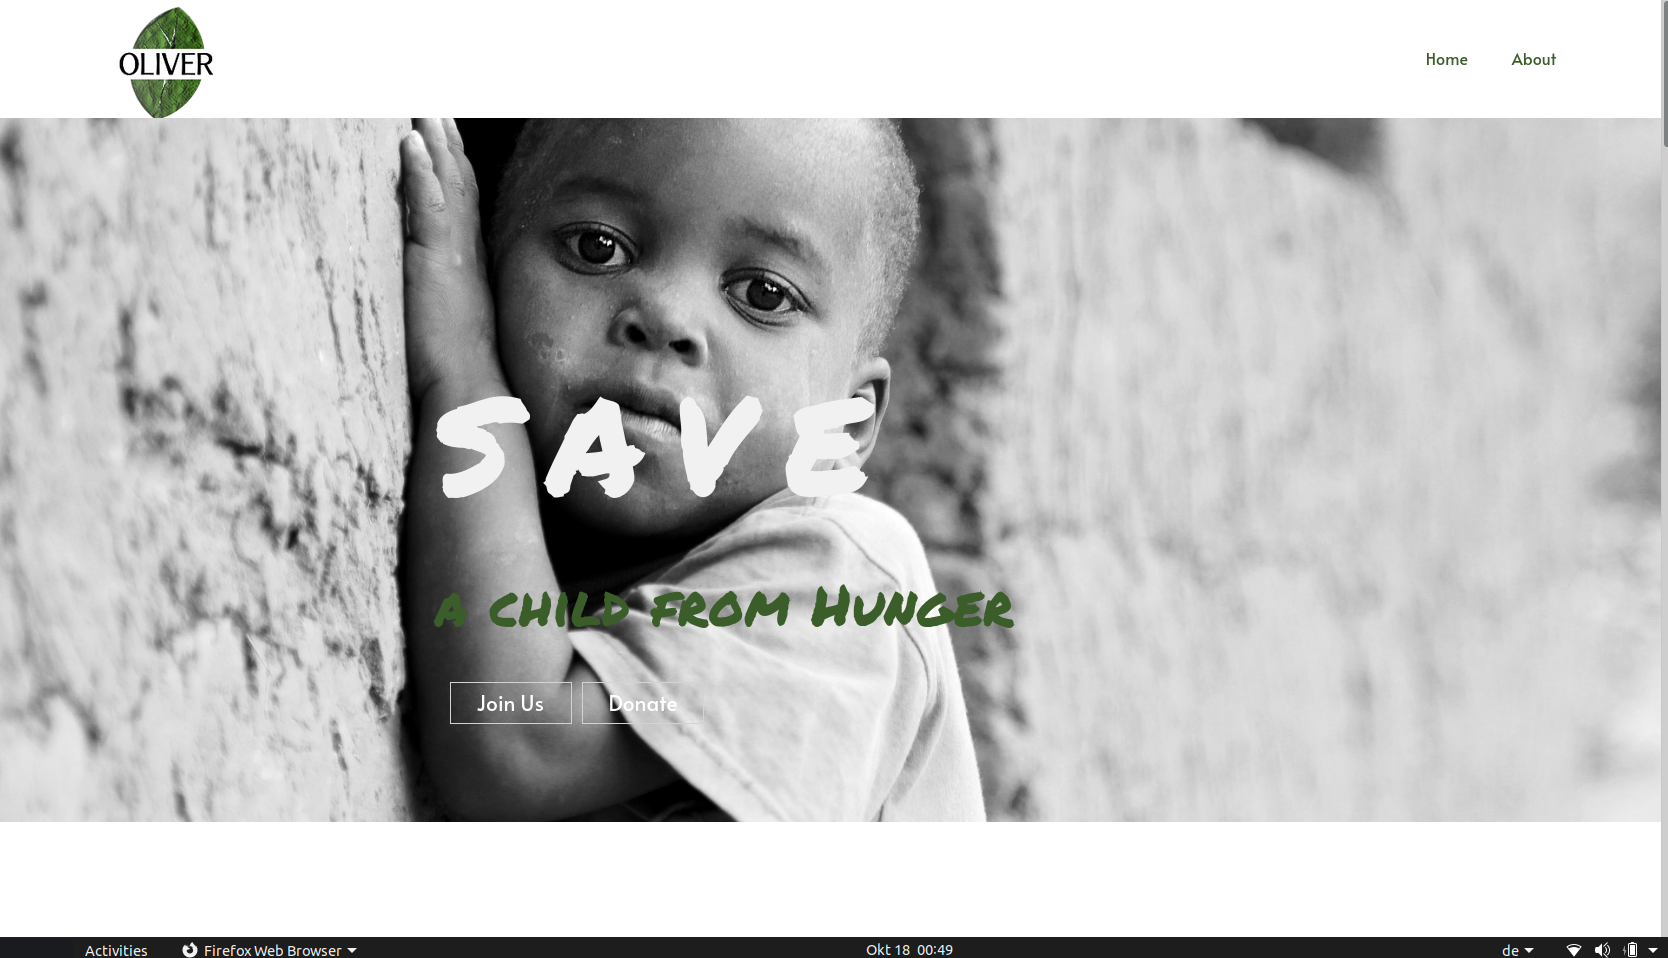 OLIVER
Home About
SAVE
a child from Hunger
Join Us Donate
Activities Firefox Web Browser Okt 18 00:49 de